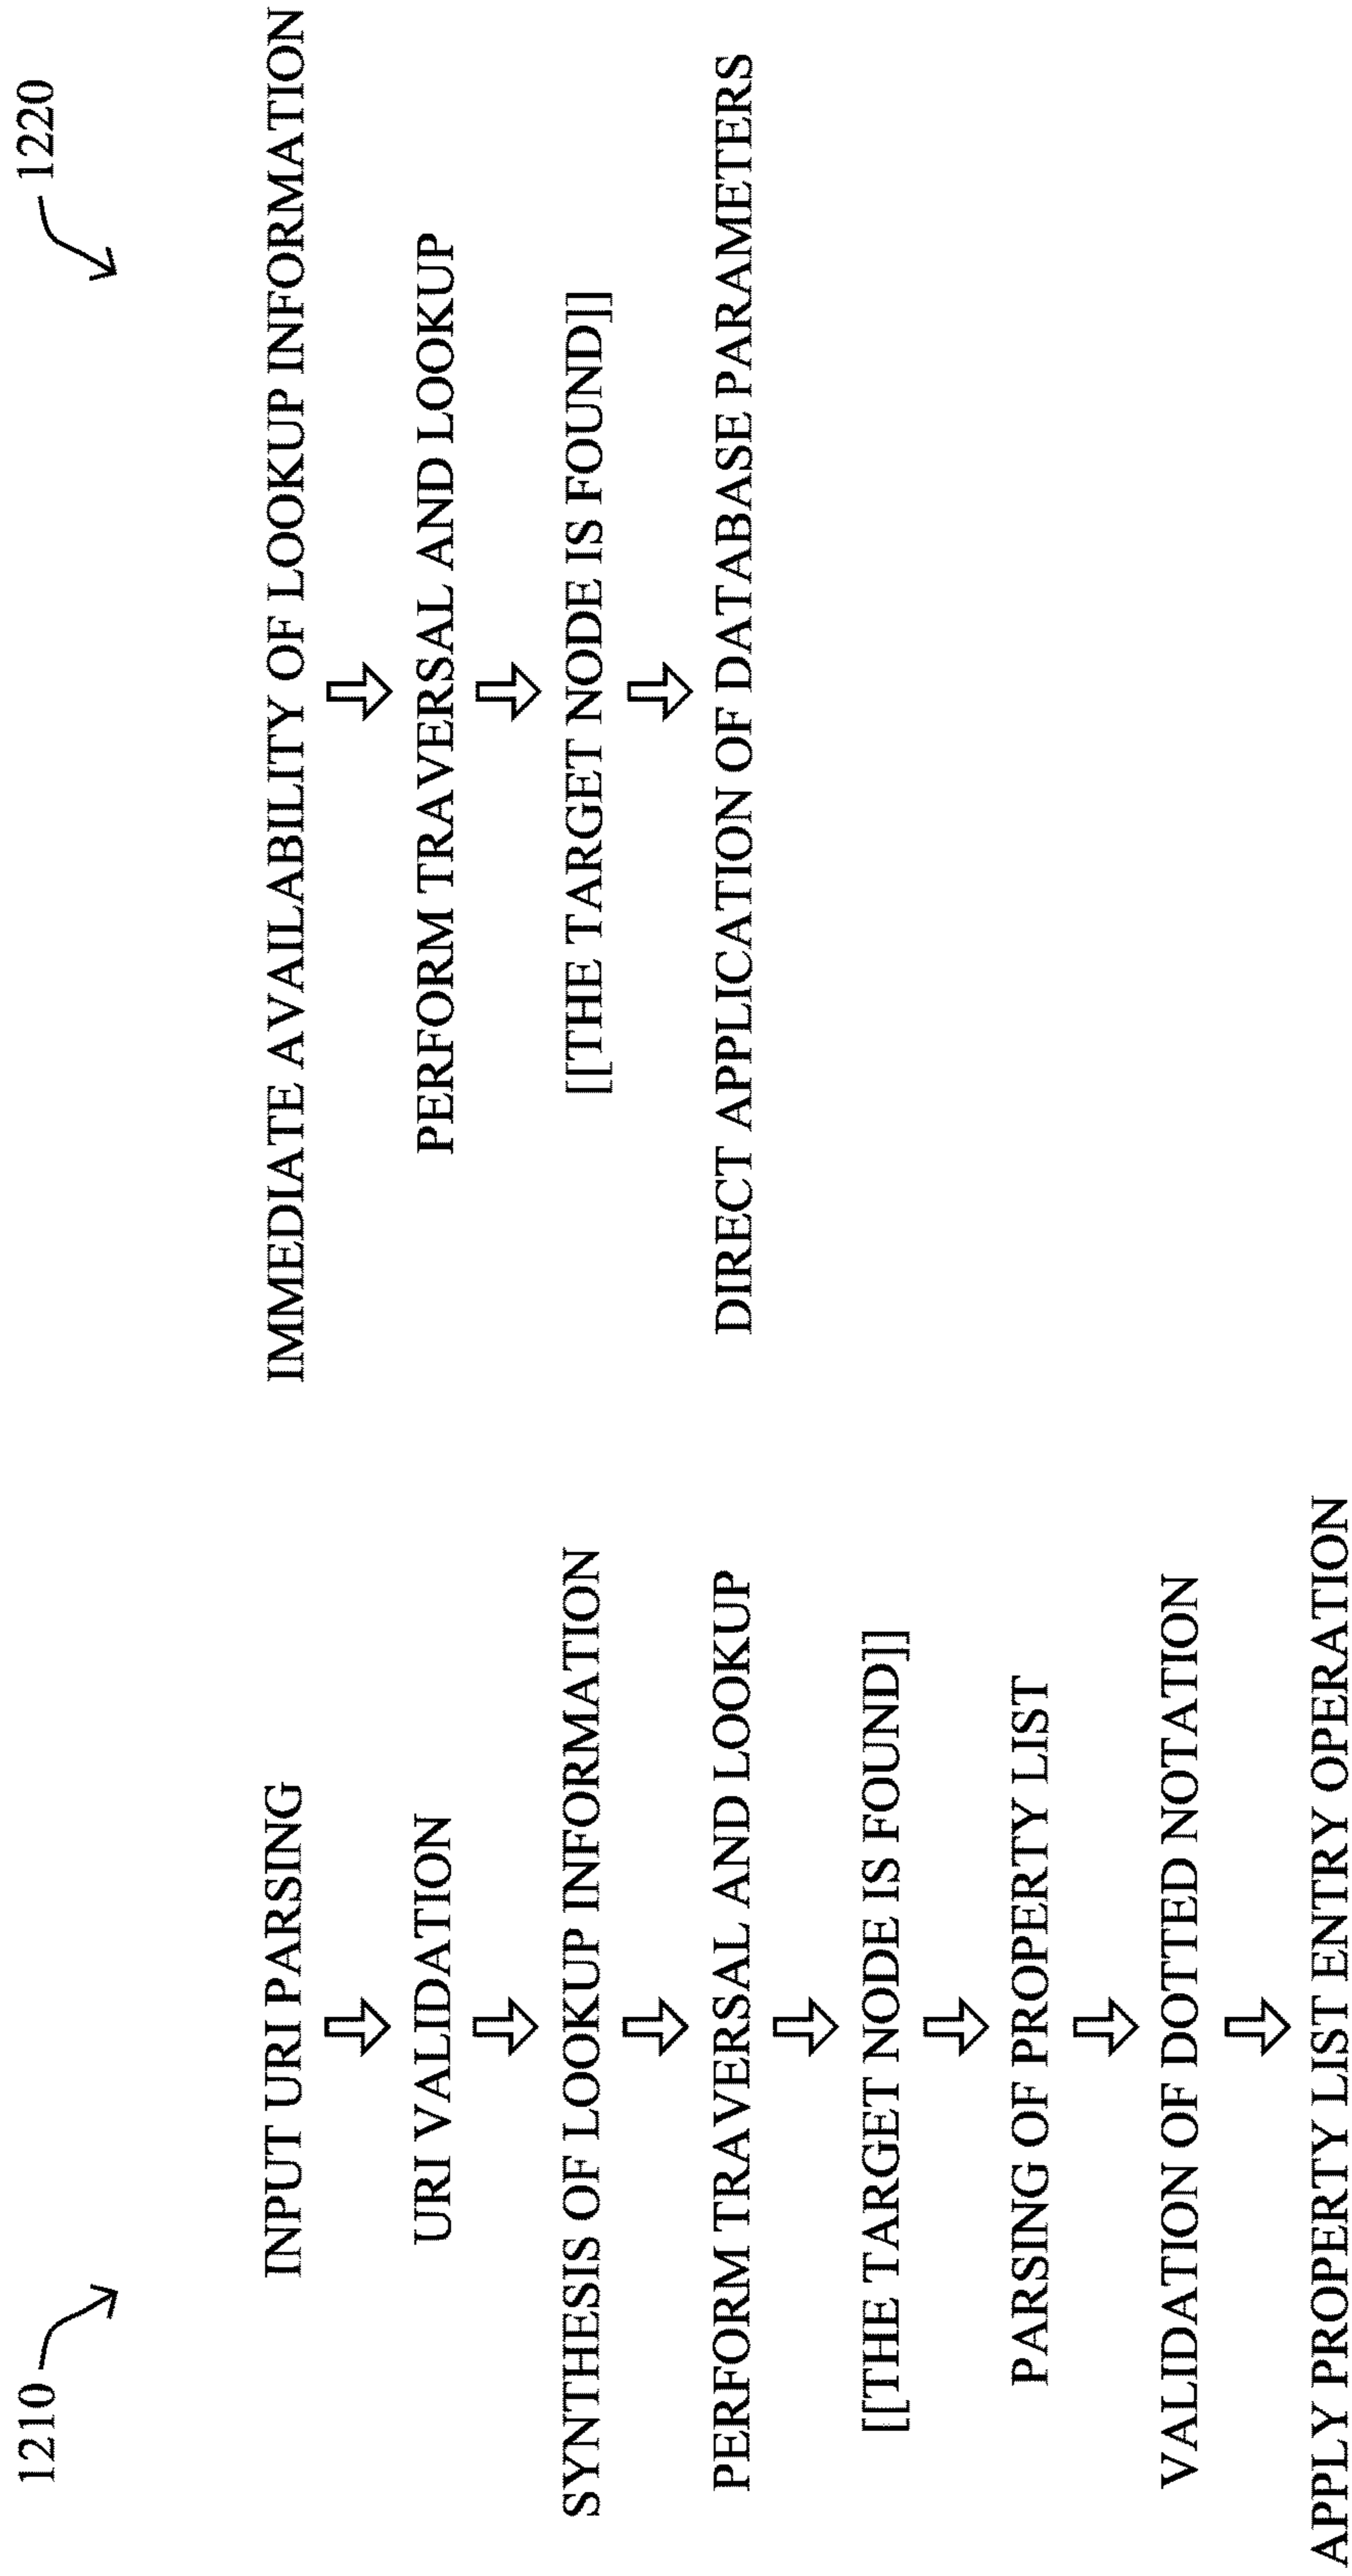 1210
INPUT URI PARSING
URI VALIDATION
SYNTHESIS OF LOOKUP INFORMATION
PERFORM TRAVERSAL AND LOOKUP
[[THE TARGET NODE IS FOUND]]
PARSING OF PROPERTY LIST
VALIDATION OF DOTTED NOTATION
APPLY PROPERTY LIST ENTRY OPERATION
1220
IMMEDIATE AVAILABILITY OF LOOKUP INFORMATION
PERFORM TRAVERSAL AND LOOKUP
[[THE TARGET NODE IS FOUND]]
DIRECT APPLICATION OF DATABASE PARAMETERS